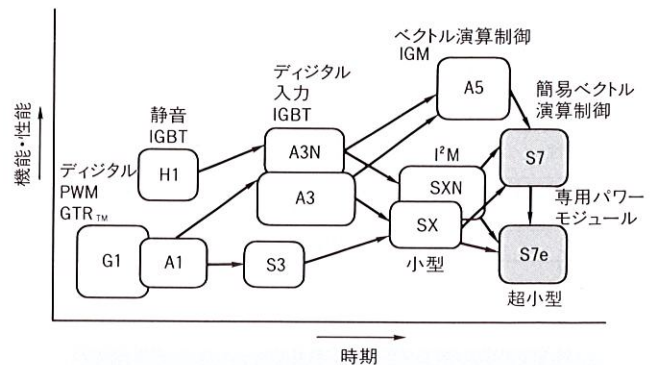 ベクトル演算制御
IGM
ディジタル
入力
IGBT
簡易ベクトル
演算制御
静音
IGBT
A5
機能・性能
A3N
I²M
S7
ディジタル
PWM
GTR™
H1
A3
SXN
専用パワー
モジュール
SX
G1
A1
S3
小型
S7e
超小型
時期